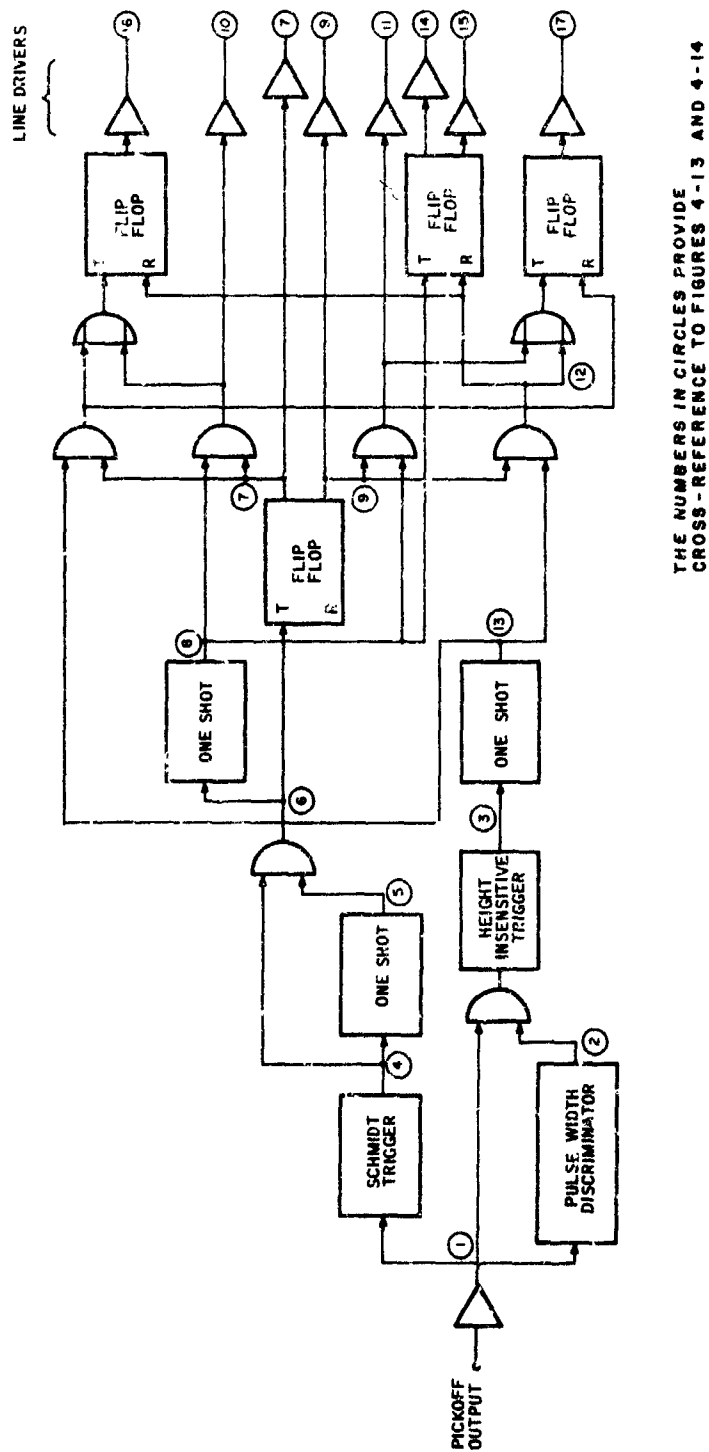 LINE DRIVERS
16
10
7
9
11
14
15
17
FLIP
FLOP
T
R
FLIP
FLOP
T
R
FLIP
FLOP
T
R
12
7
9
FLIP
FLOP
T
R
8
13
ONE SHOT
ONE SHOT
6
3
5
HEIGHT
INSENSITIVE
TRIGGER
ONE SHOT
4
2
SCHMIDT
TRIGGER
PULSE WIDTH
DISCRIMINATOR
1
PICKOFF
OUTPUT
THE NUMBERS IN CIRCLES PROVIDE
CROSS-REFERENCE TO FIGURES 4-13 AND 4-14